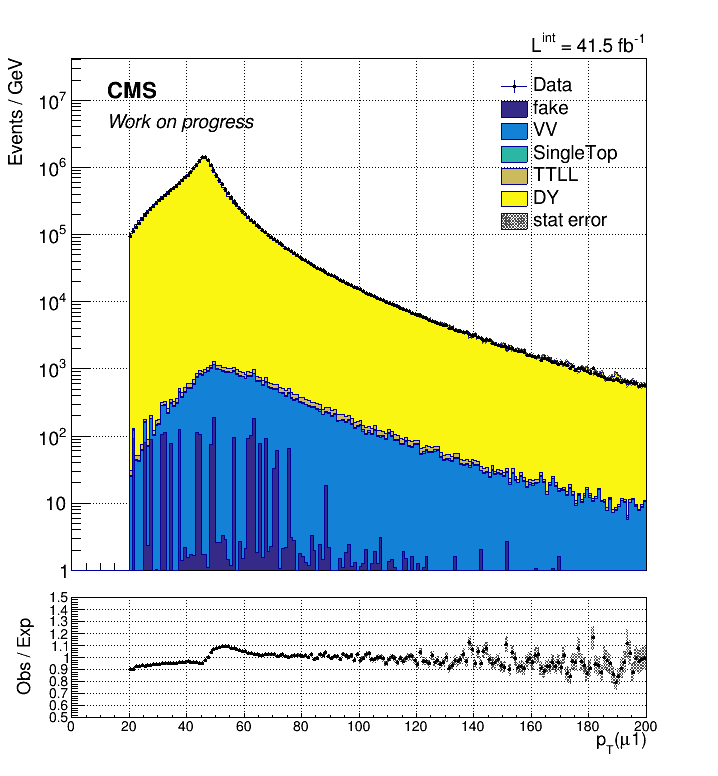 L^int = 41.5 fb^-1
Events / GeV
CMS
Work on progress
Data
fake
VV
SingleTop
TTLL
DY
stat error
10^7
10^6
10^5
10^4
10^3
10^2
10
1
Obs / Exp
1.5
1.4
1.3
1.2
1.1
1
0.9
0.8
0.7
0.6
0.5
0 20 40 60 80 100 120 140 160 180 200
p_T(μ1)